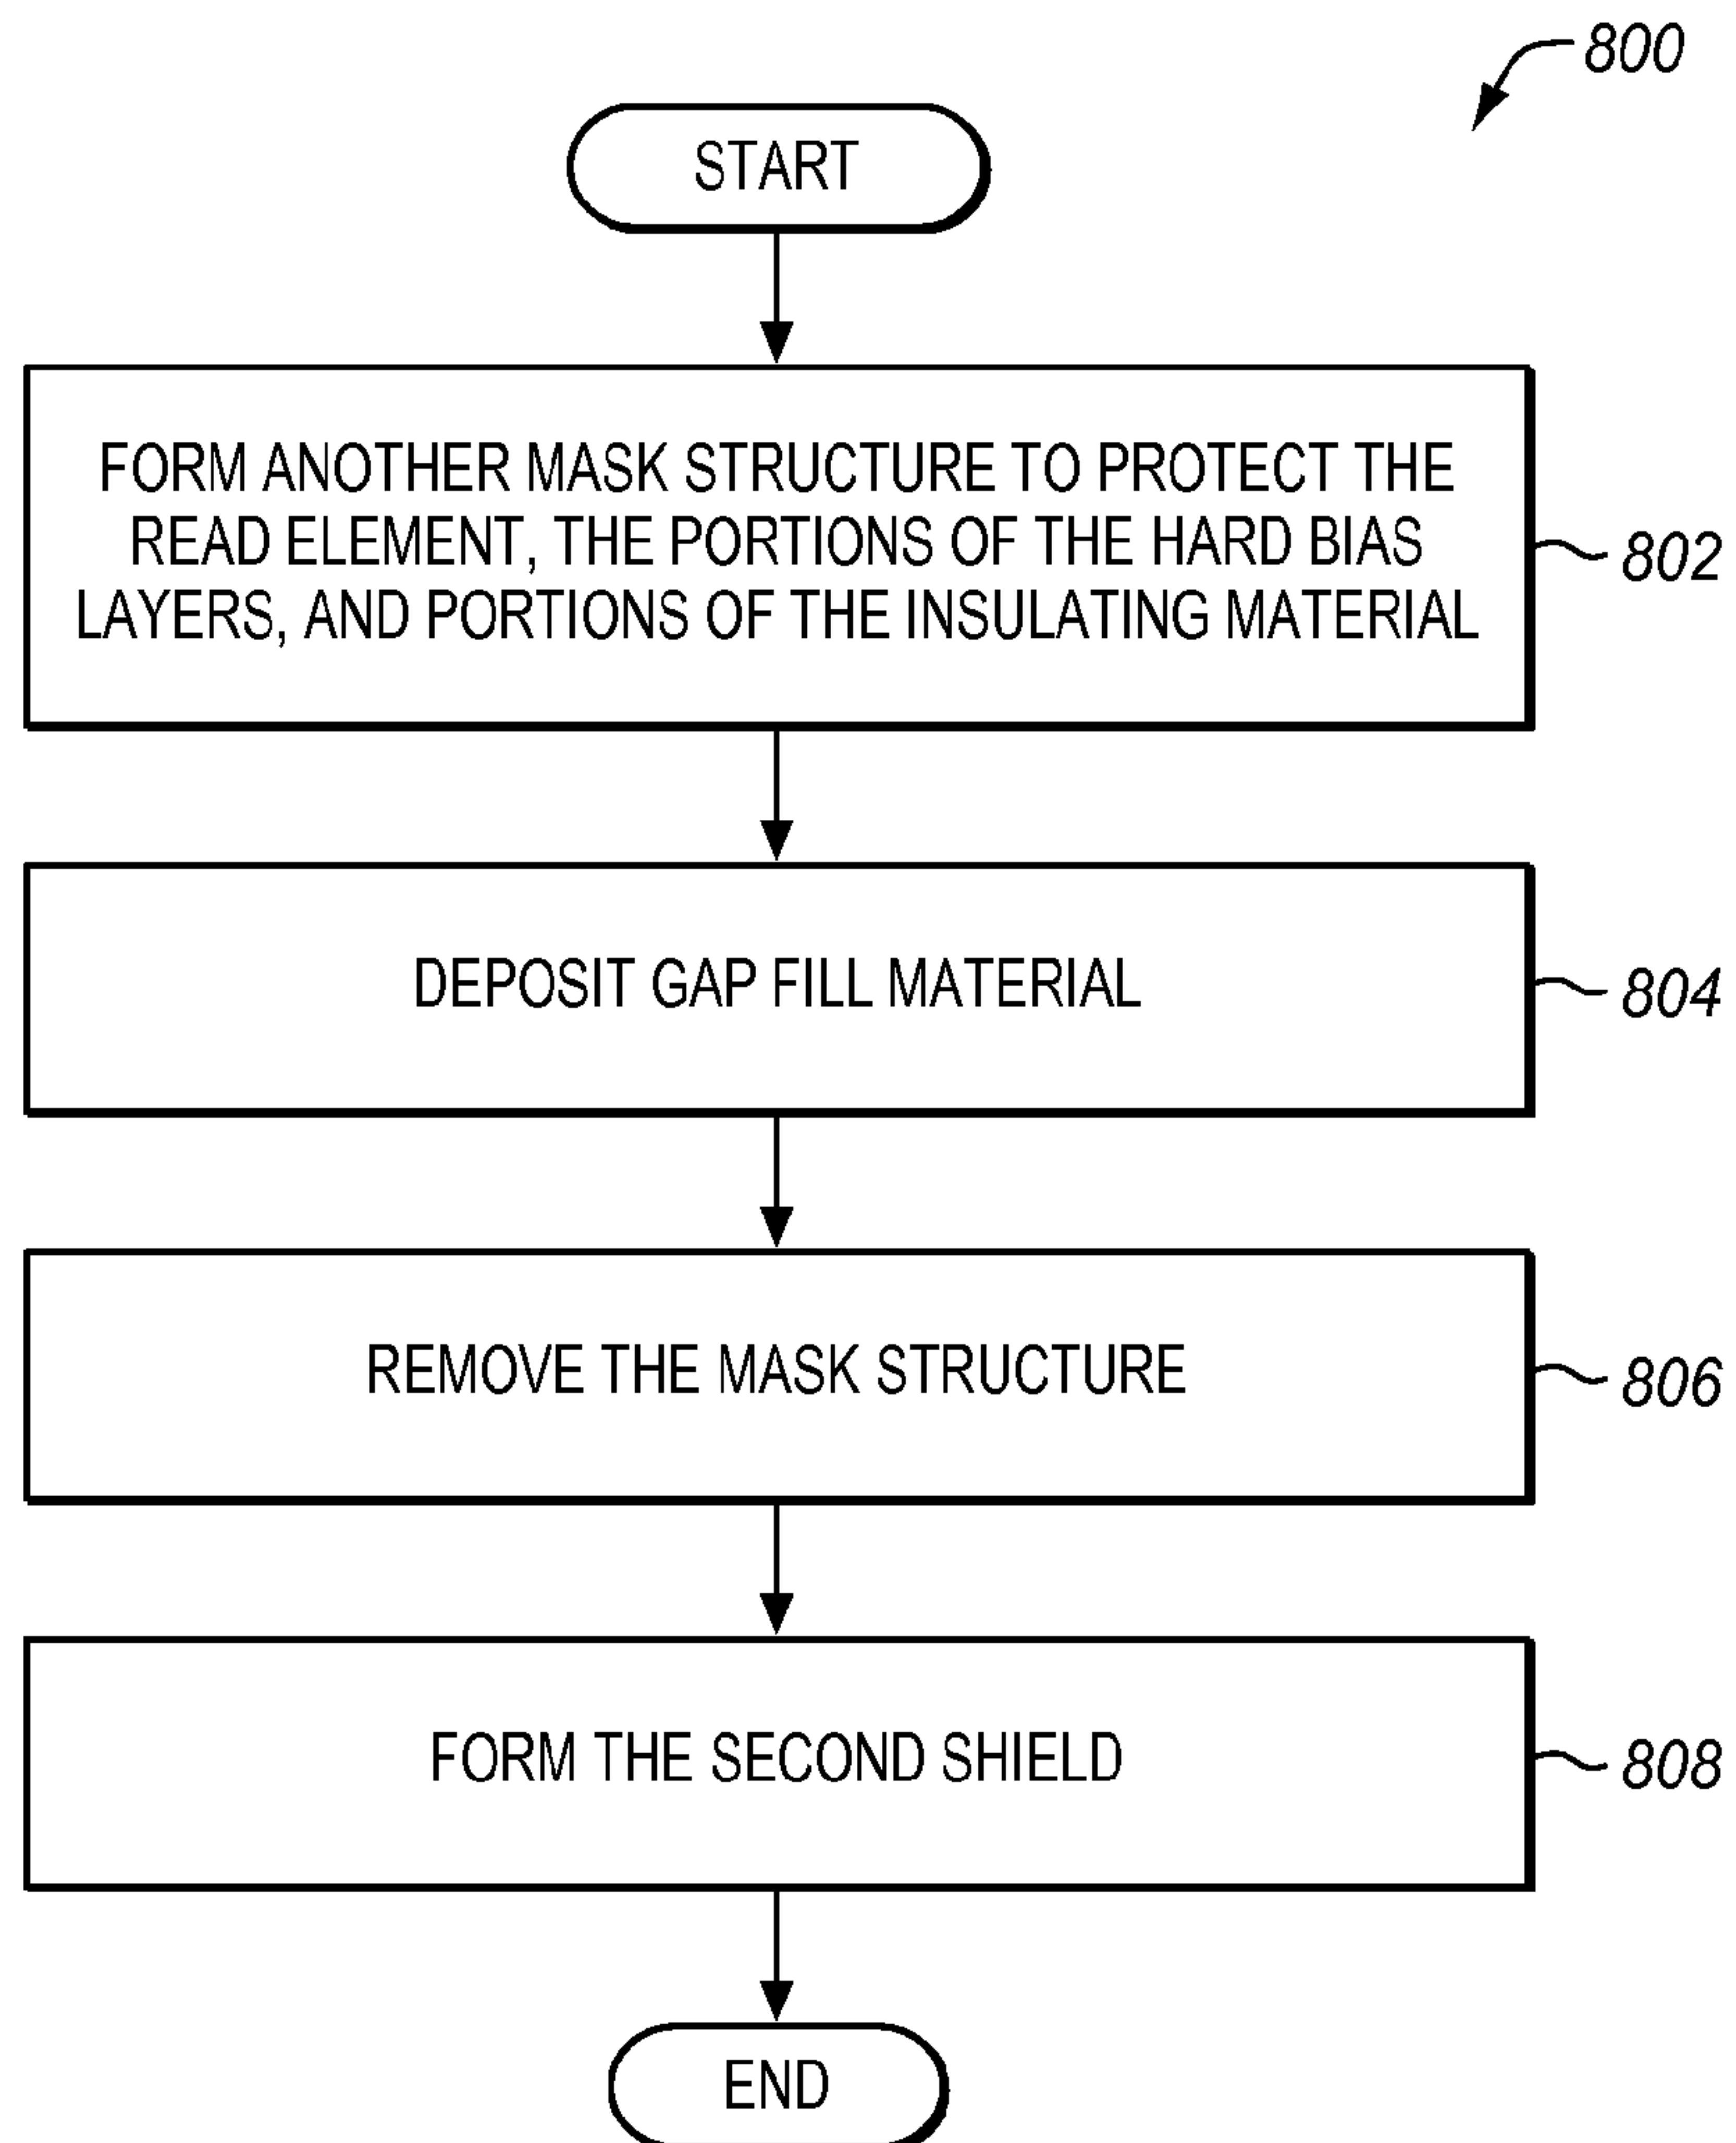 800
START
FORM ANOTHER MASK STRUCTURE TO PROTECT THE
READ ELEMENT, THE PORTIONS OF THE HARD BIAS
LAYERS, AND PORTIONS OF THE INSULATING MATERIAL
802
DEPOSIT GAP FILL MATERIAL
804
REMOVE THE MASK STRUCTURE
806
FORM THE SECOND SHIELD
808
END